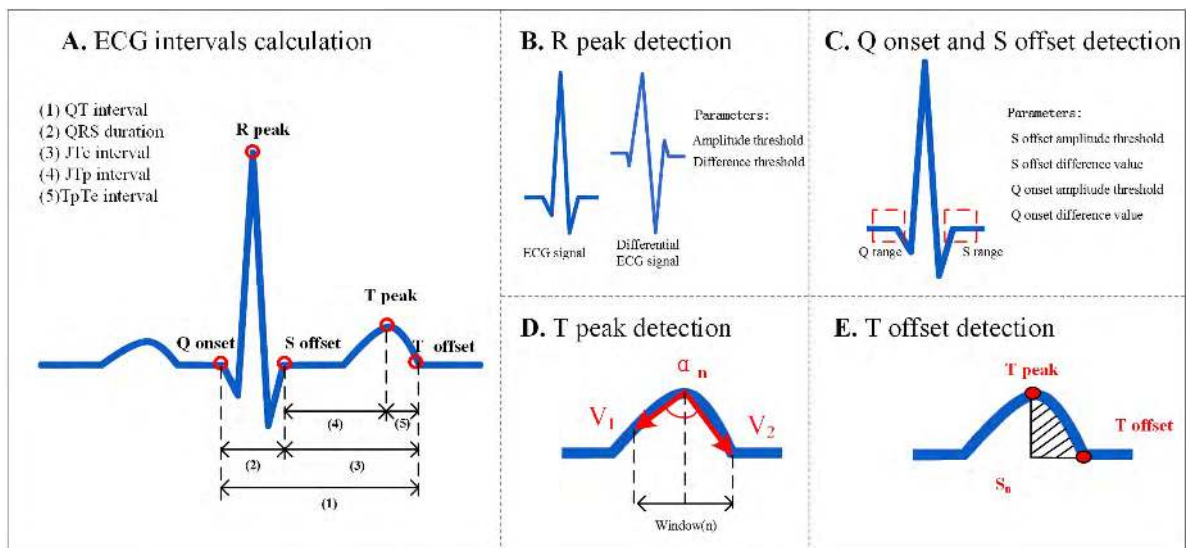 A. ECG intervals calculation
(1) QT interval
(2) QRS duration
(3) JTe interval
(4) JTp interval
(5)TpTe interval
R peak
T peak
Q onset
S offset
T offset
(4)
(5)
(2)
(3)
(1)
B. R peak detection
Parameters:
Amplitude threshold
Difference threshold
ECG signal
Differential
ECG signal
C. Q onset and S offset detection
Parameters:
S offset amplitude threshold
S offset difference value
Q onset amplitude threshold
Q onset difference value
Q range
S range
D. T peak detection
α n
V1
V2
Window(n)
E. T offset detection
T peak
T offset
Sn